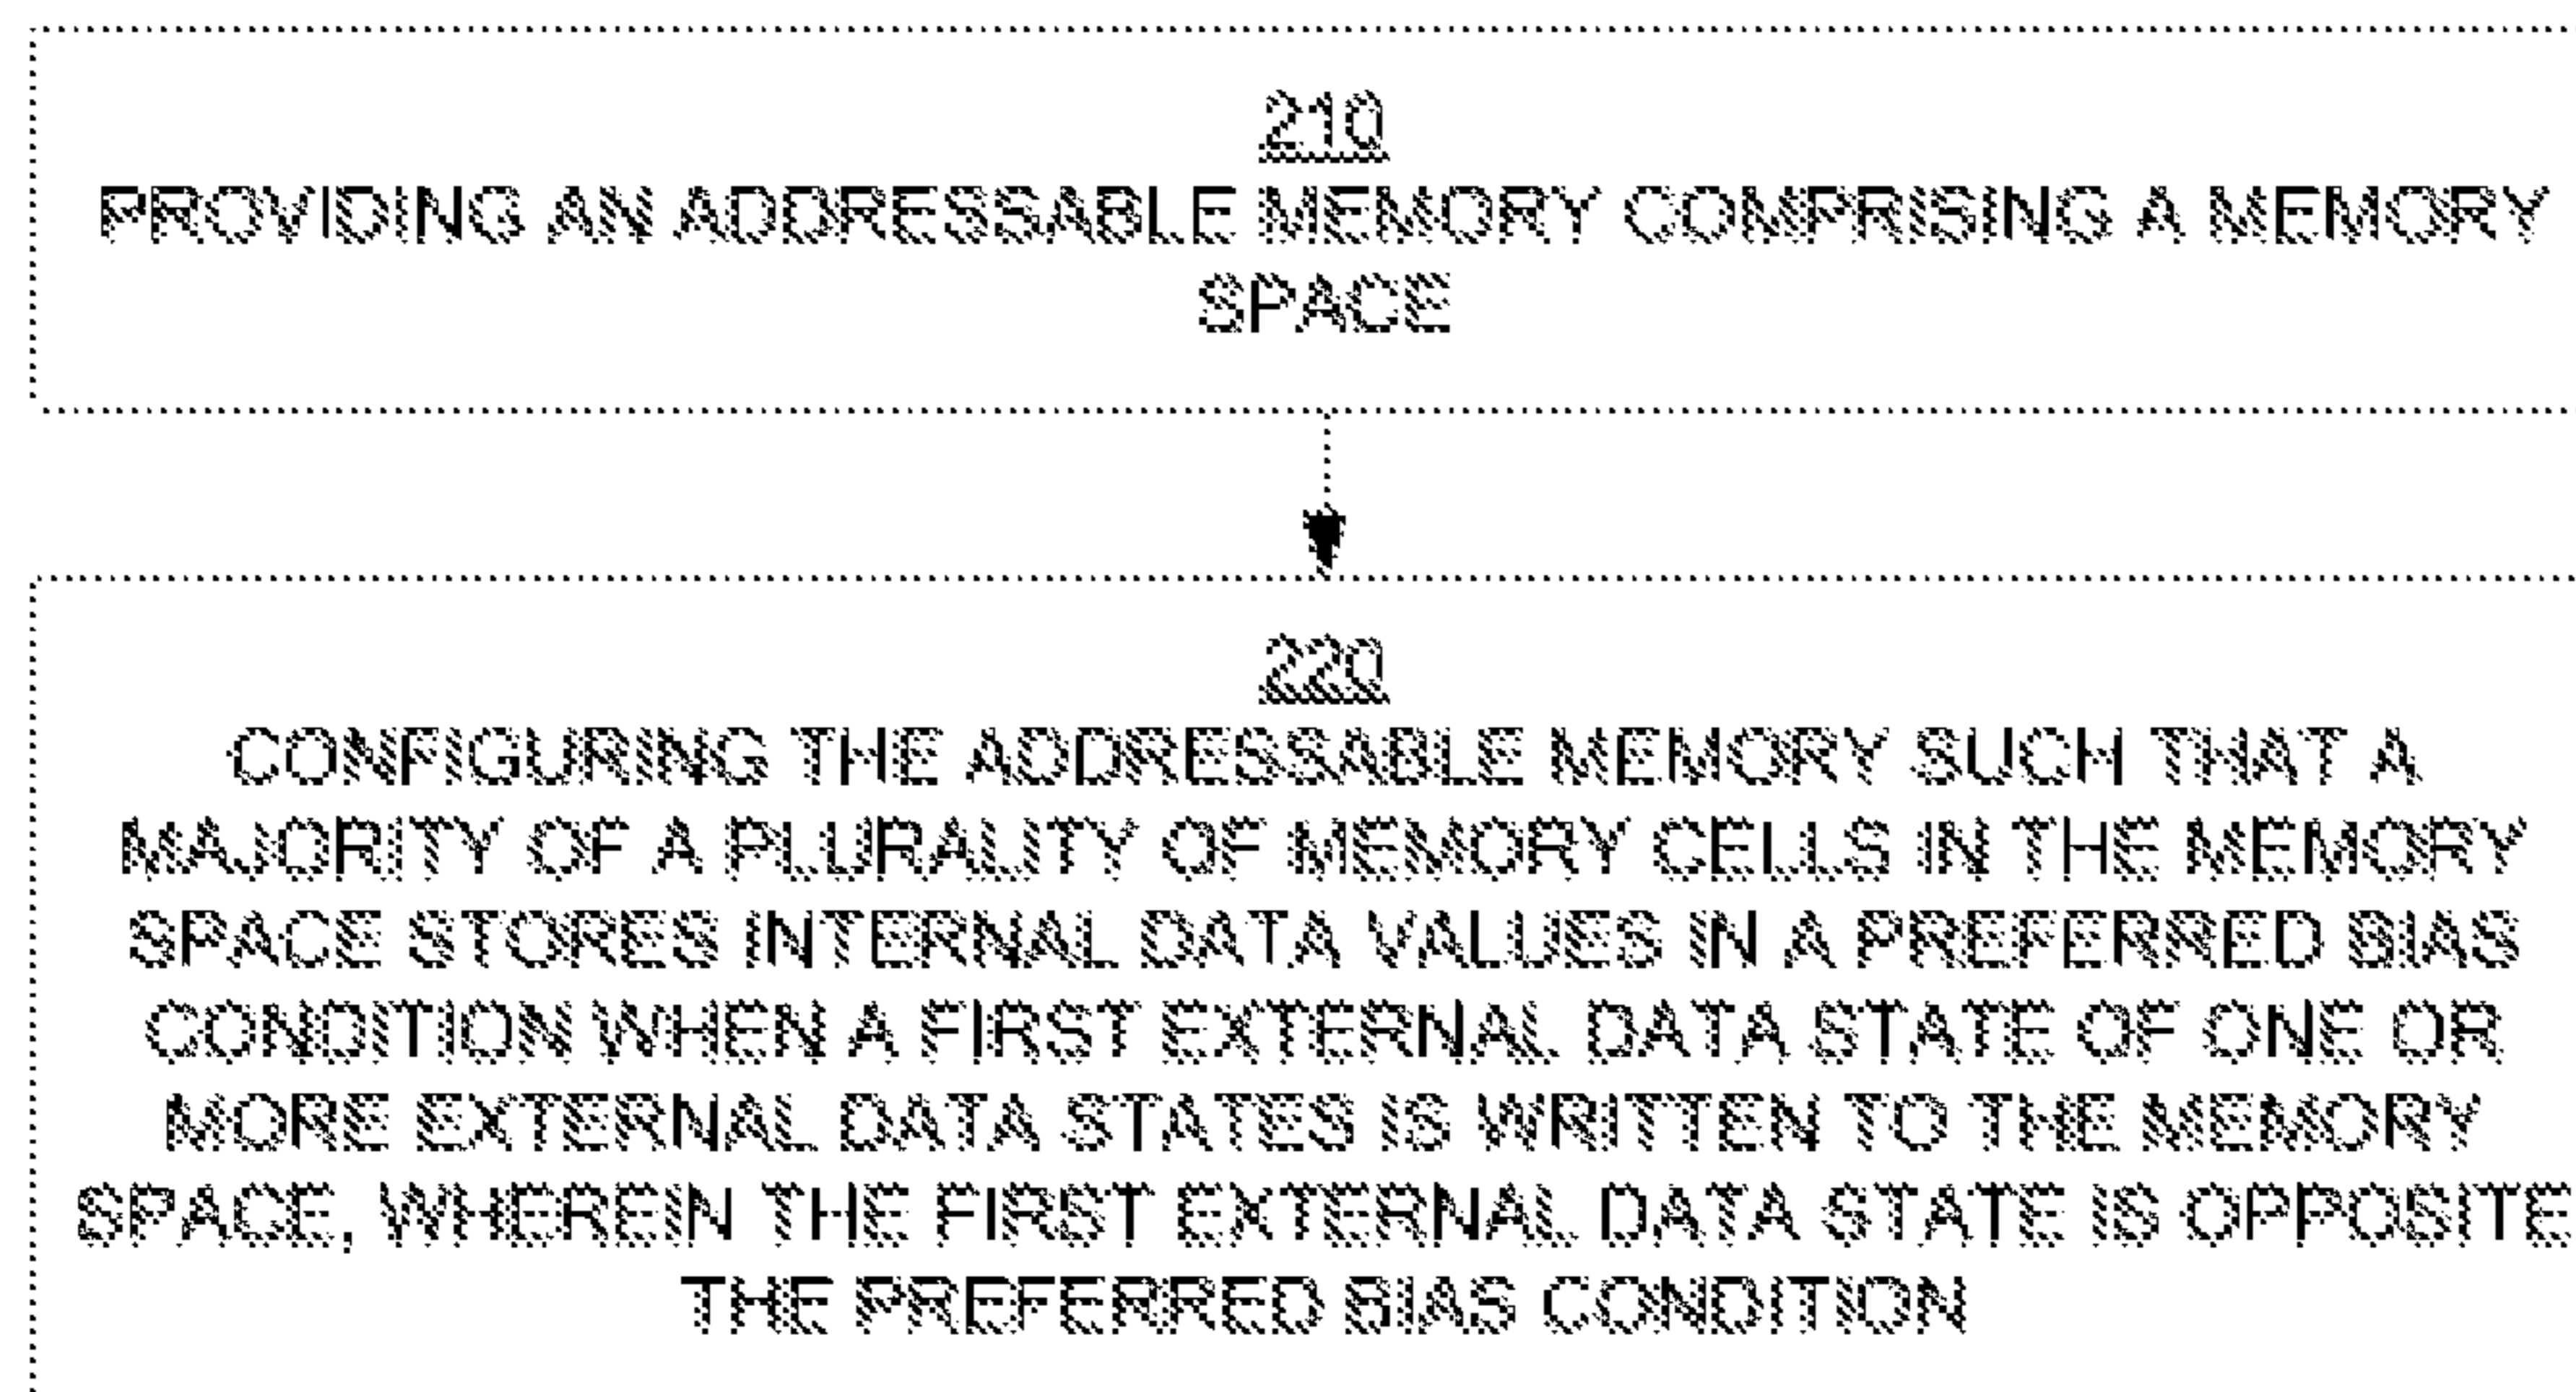 210
PROVIDING AN ADDRESSABLE MEMORY COMPRISING A MEMORY
SPACE
220
CONFIGURING THE ADDRESSABLE MEMORY SUCH THAT A
MAJORITY OF A PLURALITY OF MEMORY CELLS IN THE MEMORY
SPACE STORES INTERNAL DATA VALUES IN A PREFERRED BIAS
CONDITION WHEN A FIRST EXTERNAL DATA STATE OF ONE OR
MORE EXTERNAL DATA STATES IS WRITTEN TO THE MEMORY
SPACE, WHEREIN THE FIRST EXTERNAL DATA STATE IS OPPOSITE
THE PREFERRED BIAS CONDITION